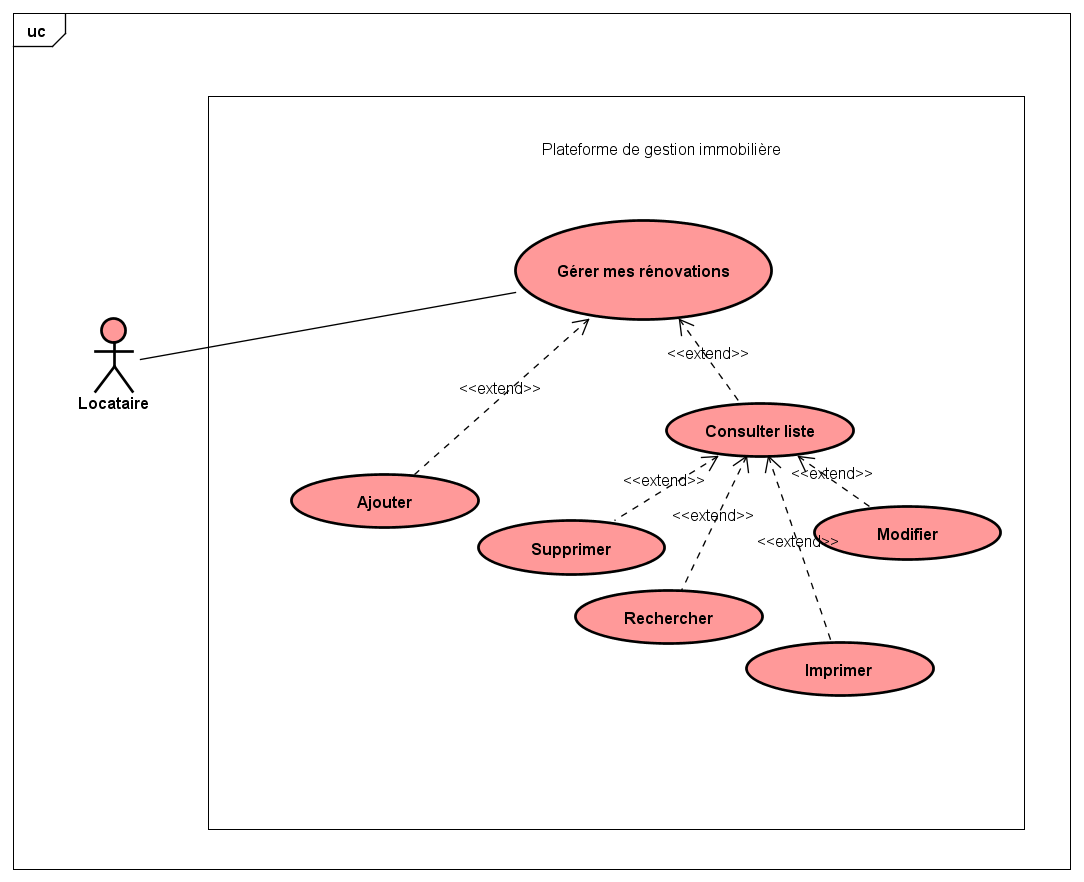 uc
Plateforme de gestion immobilière
Gérer mes rénovations
<<extend>>
<<extend>>
Locataire
Consulter liste
<<extend>>
<<extend>>
Ajouter
<<extend>>
Modifier
<<extend>>
Supprimer
Rechercher
Imprimer